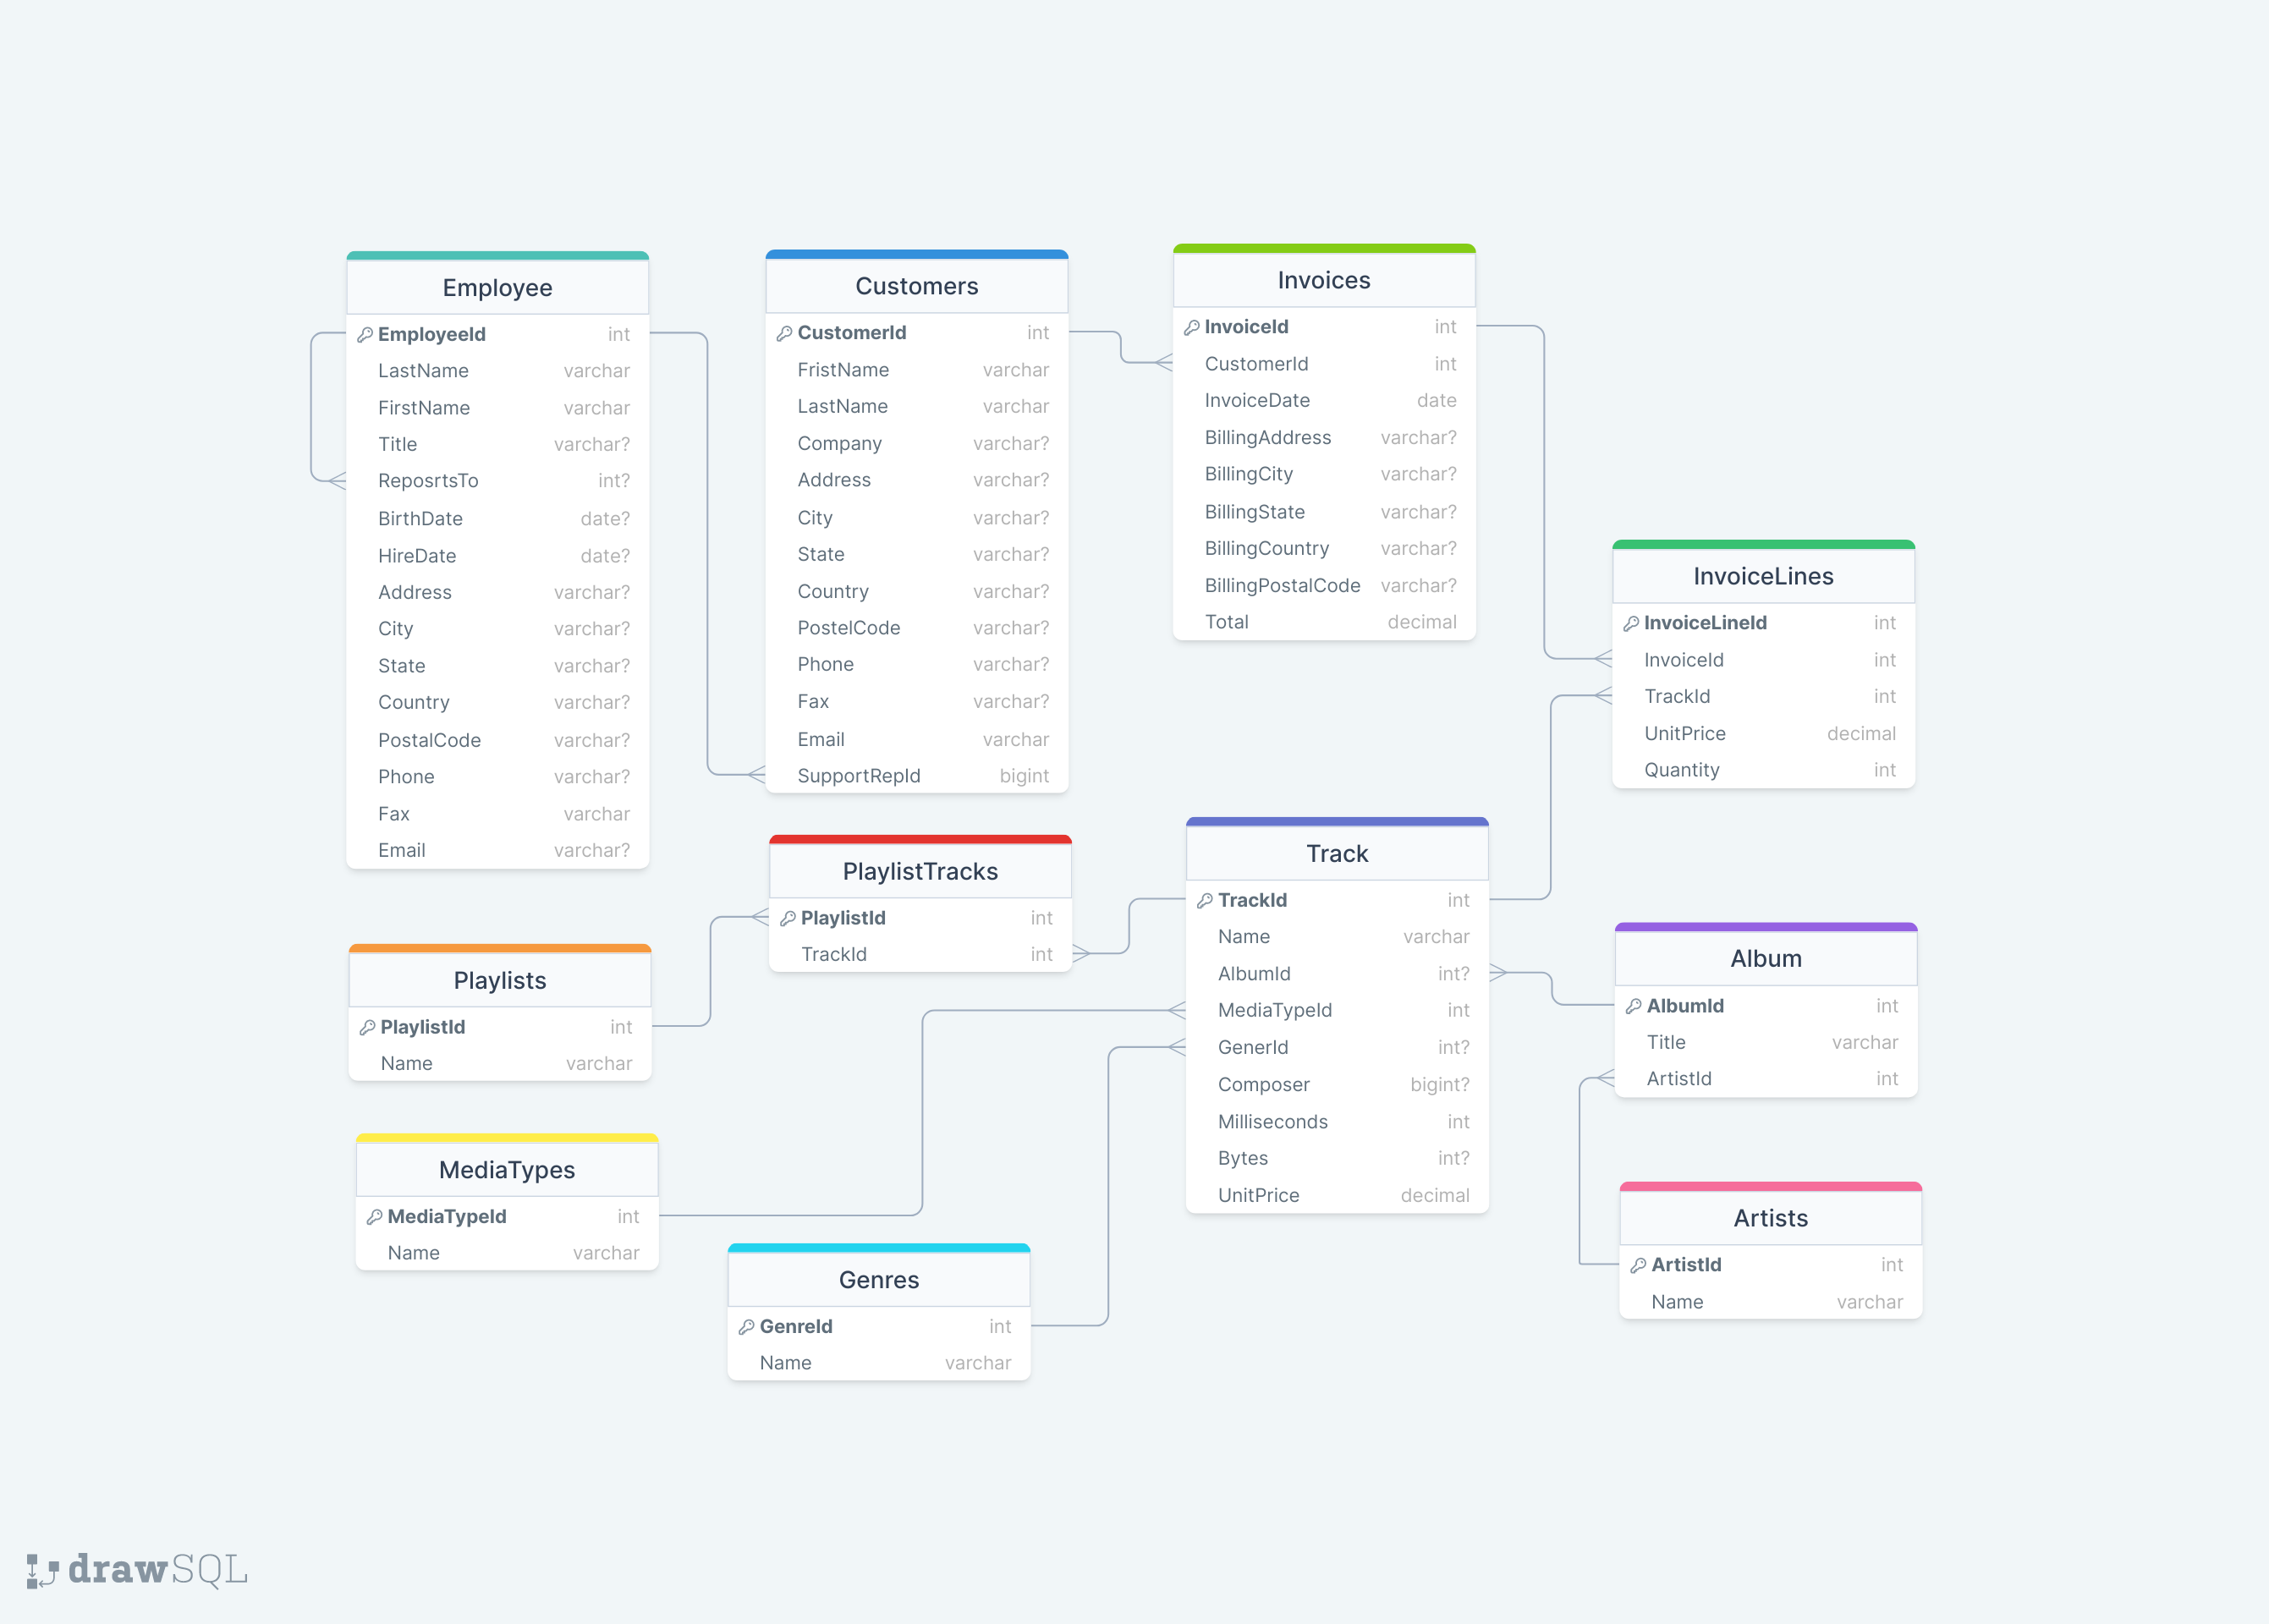 Employee
EmployeeId int
LastName varchar
FirstName varchar
Title varchar?
ReposrtsTo int?
BirthDate date?
HireDate date?
Address varchar?
City varchar?
State varchar?
Country varchar?
PostalCode varchar?
Phone varchar?
Fax varchar
Email varchar?
Customers
CustomerId int
FristName varchar
LastName varchar
Company varchar?
Address varchar?
City varchar?
State varchar?
Country varchar?
PostelCode varchar?
Phone varchar?
Fax varchar?
Email varchar
SupportRepId bigint
Invoices
InvoiceId int
CustomerId int
InvoiceDate date
BillingAddress varchar?
BillingCity varchar?
BillingState varchar?
BillingCountry varchar?
BillingPostalCode varchar?
Total decimal
InvoiceLines
InvoiceLineId int
InvoiceId int
TrackId int
UnitPrice decimal
Quantity int
PlaylistTracks
PlaylistId int
TrackId int
Track
TrackId int
Name varchar
AlbumId int?
MediaTypeId int
GenerId int?
Composer bigint?
Milliseconds int
Bytes int?
UnitPrice decimal
Album
AlbumId int
Title varchar
ArtistId int
Playlists
PlaylistId int
Name varchar
MediaTypes
MediaTypeId int
Name varchar
Genres
GenreId int
Name varchar
Artists
ArtistId int
Name varchar
drawSQL